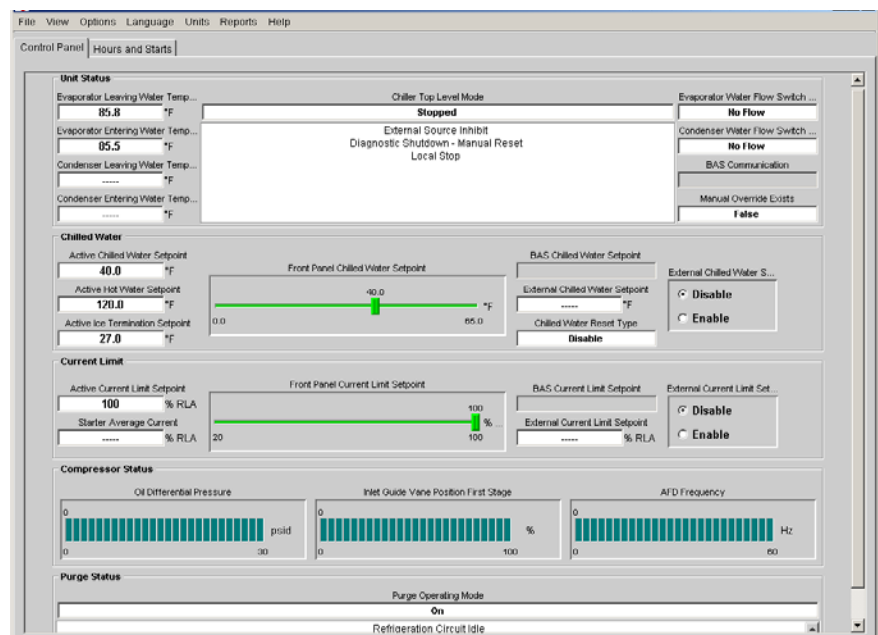 File View Options Language Units Reports Help
Control Panel Hours and Starts
Unit Status
Evaporator Leaving Water Temp...
85.8 °F
Evaporator Entering Water Temp...
85.5 °F
Condenser Leaving Water Temp...
----- °F
Condenser Entering Water Temp...
----- °F
Chiller Top Level Mode
Stopped
External Source Inhibit
Diagnostic Shutdown - Manual Reset
Local Stop
Evaporator Water Flow Switch ...
No Flow
Condenser Water Flow Switch ...
No Flow
BAS Communication
Manual Override Exists
False
Chilled Water
Active Chilled Water Setpoint
40.0 °F
Active Hot Water Setpoint
120.0 °F
Active Ice Termination Setpoint
27.0 °F
Front Panel Chilled Water Setpoint
40.0
°F
0.0 65.0
BAS Chilled Water Setpoint
External Chilled Water Setpoint
----- °F
Chilled Water Reset Type
Disable
External Chilled Water S...
Disable
Enable
Current Limit
Active Current Limit Setpoint
100 % RLA
Starter Average Current
----- % RLA
Front Panel Current Limit Setpoint
100
% ...
20 100
BAS Current Limit Setpoint
External Current Limit Setpoint
----- % RLA
External Current Limit Set...
Disable
Enable
Compressor Status
Oil Differential Pressure
0
psid
0 30
Inlet Guide Vane Position First Stage
0
%
0 100
AFD Frequency
0
Hz
0 60
Purge Status
Purge Operating Mode
On
Refrigeration Circuit Idle